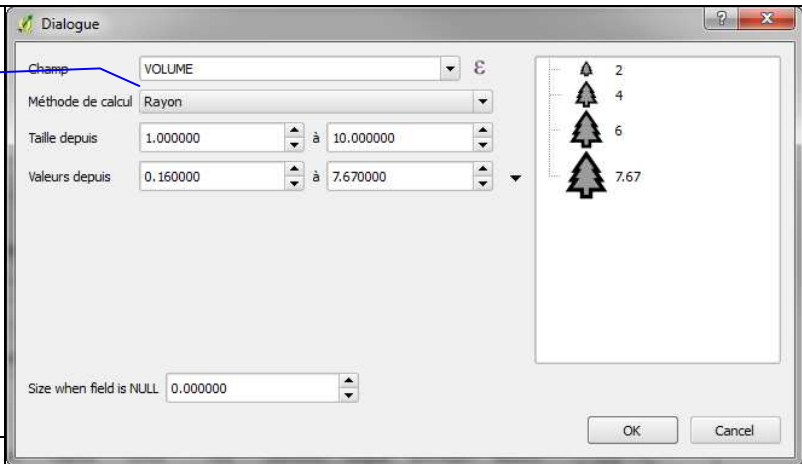 Dialogue
Champ VOLUME ε
Méthode de calcul Rayon
Taille depuis 1.000000 à 10.000000
Valeurs depuis 0.160000 à 7.670000
2
4
6
7.67
Size when field is NULL 0.000000
OK Cancel